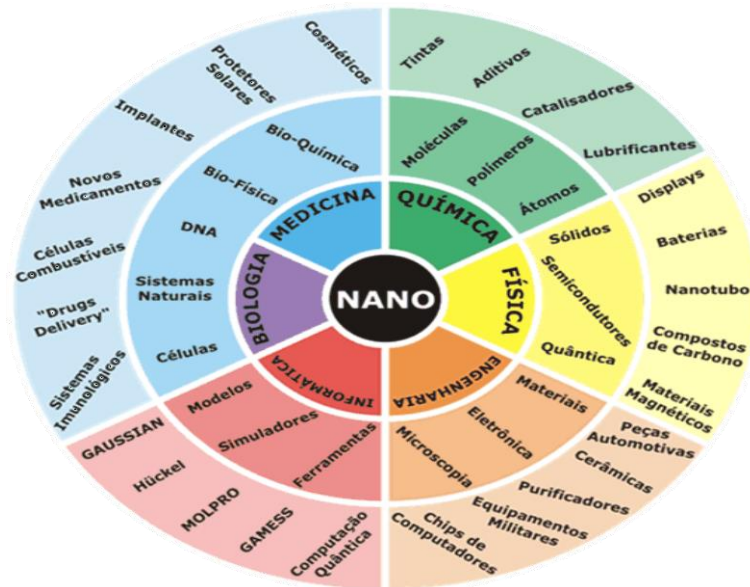 NANO
MEDICINA
QUÍMICA
FÍSICA
ENGENHARIA
INFORMÁTICA
BIOLOGIA
Bio-Química
Bio-Física
DNA
Sistemas
Naturais
Células
Moléculas
Polímeros
Átomos
Sólidos
Semicondutores
Quântica
Materiais
Eletrônica
Microscopia
Modelos
Simuladores
Ferramentas
Cosméticos
Protetores
Solares
Implantes
Novos
Medicamentos
Células
Combustíveis
"Drugs
Delivery"
Sistemas
Imunológicos
Tintas
Aditivos
Catalisadores
Lubrificantes
Displays
Baterias
Nanotubo
Compostos
de Carbono
Materiais
Magnéticos
Peças
Automotivas
Cerâmicas
Purificadores
Equipamentos
Militares
Chips de
Computadores
GAUSSIAN
Hückel
MOLPRO
GAMESS
Computação
Quântica